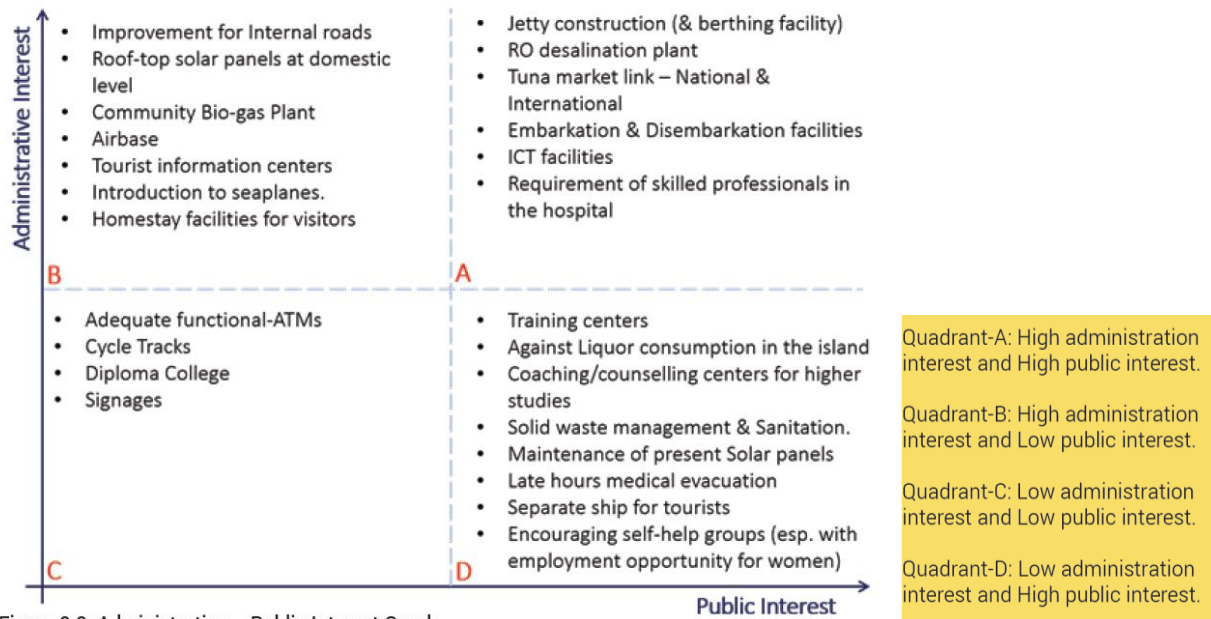 Administrative Interest
• Improvement for Internal roads
• Roof-top solar panels at domestic
level
• Community Bio-gas Plant
• Airbase
• Tourist information centers
• Introduction to seaplanes.
• Homestay facilities for visitors
B
• Jetty construction (& berthing facility)
• RO desalination plant
• Tuna market link – National &
International
• Embarkation & Disembarkation facilities
• ICT facilities
• Requirement of skilled professionals in
the hospital
A
• Adequate functional-ATMs
• Cycle Tracks
• Diploma College
• Signages
C
• Training centers
• Against Liquor consumption in the island
• Coaching/counselling centers for higher
studies
• Solid waste management & Sanitation.
• Maintenance of present Solar panels
• Late hours medical evacuation
• Separate ship for tourists
• Encouraging self-help groups (esp. with
employment opportunity for women)
D
Public Interest
Quadrant-A: High administration
interest and High public interest.
Quadrant-B: High administration
interest and Low public interest.
Quadrant-C: Low administration
interest and Low public interest.
Quadrant-D: Low administration
interest and High public interest.